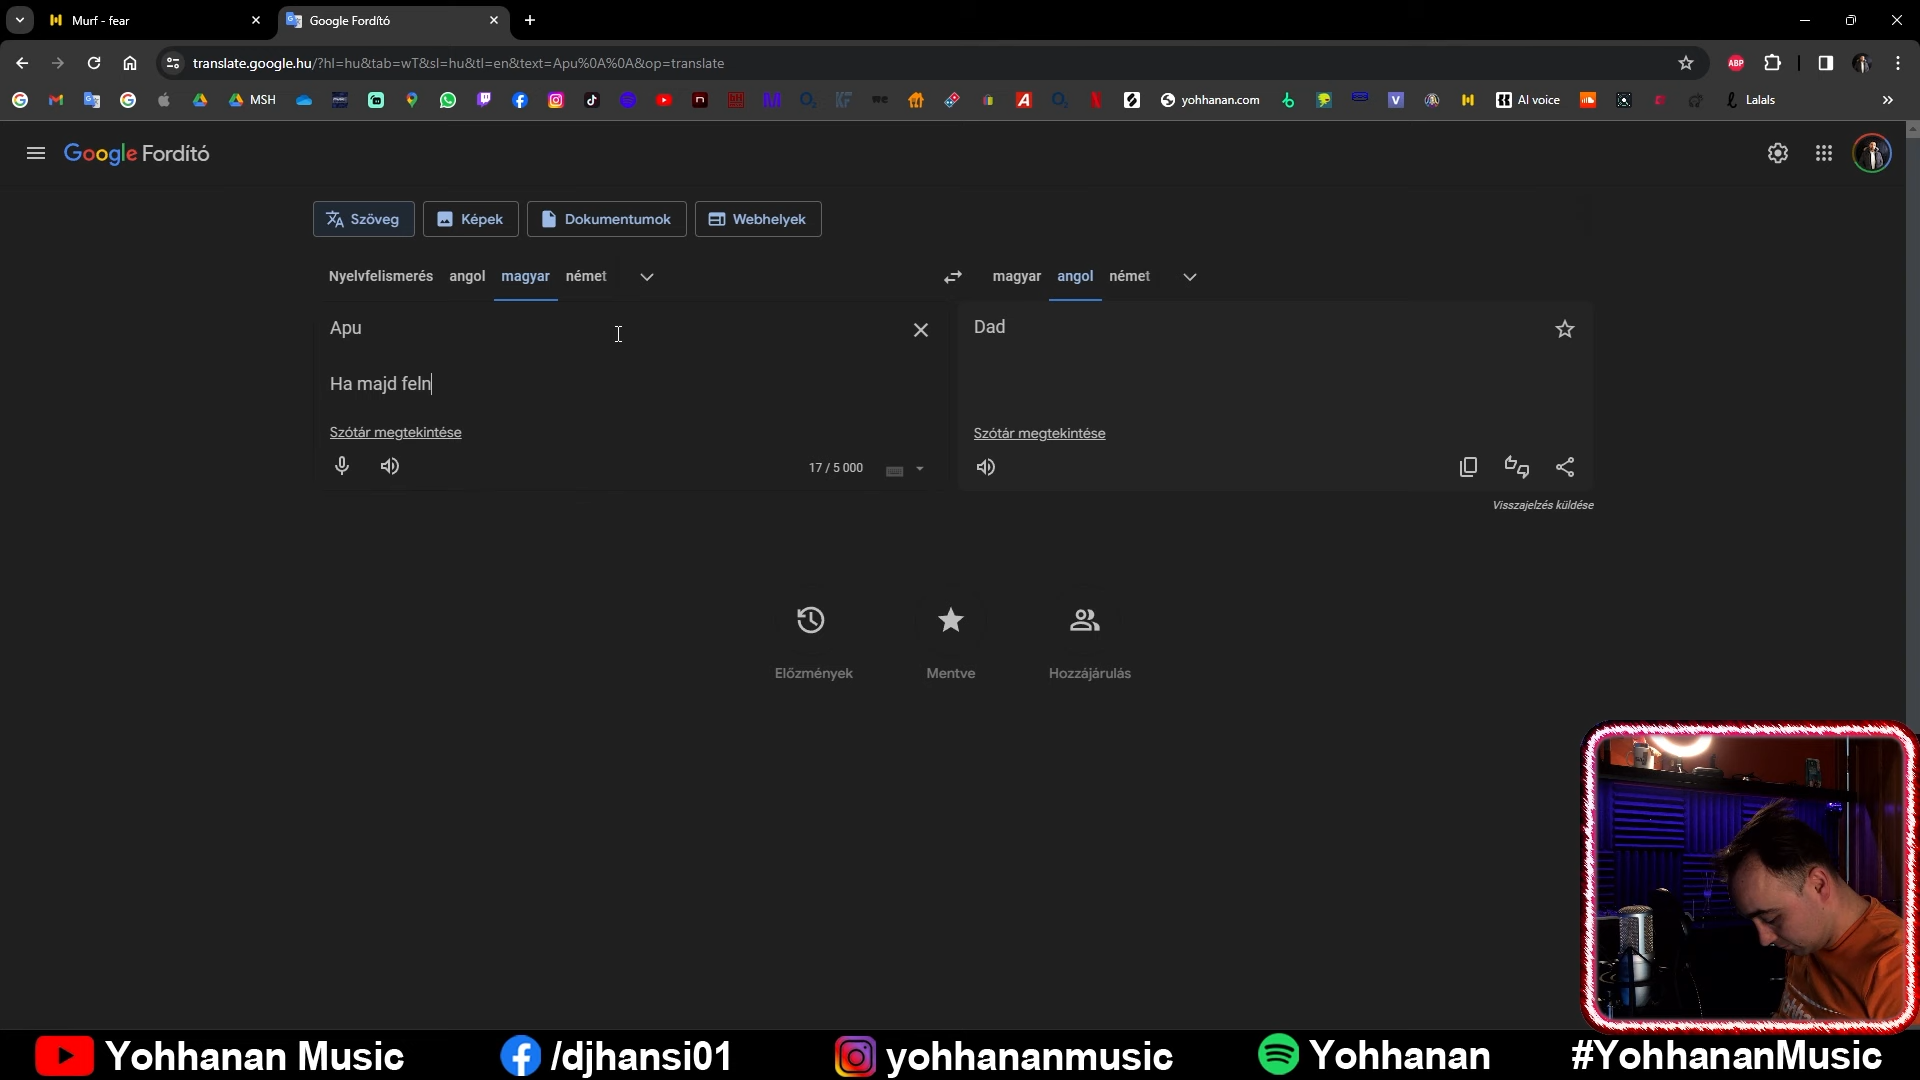 Murf - fear
Google Fordító
translate.google.hu/?hl=hu&tab=wT&sl=hu&tl=en&text=Apu%0A%0A&op=translate
ABP
MSH
yohhanan.com
AI voice
Lalals
Google Fordító
Szöveg
Képek
Dokumentumok
Webhelyek
Nyelvfelismerés angol magyar német
magyar angol német
Apu
Dad
Ha majd feln
Szótár megtekintése
Szótár megtekintése
17 / 5 000
Visszajelzés küldése
Előzmények
Mentve
Hozzájárulás
Yohhanan Music
/djhansi01
yohhananmusic
Yohhanan
#YohhananMusic